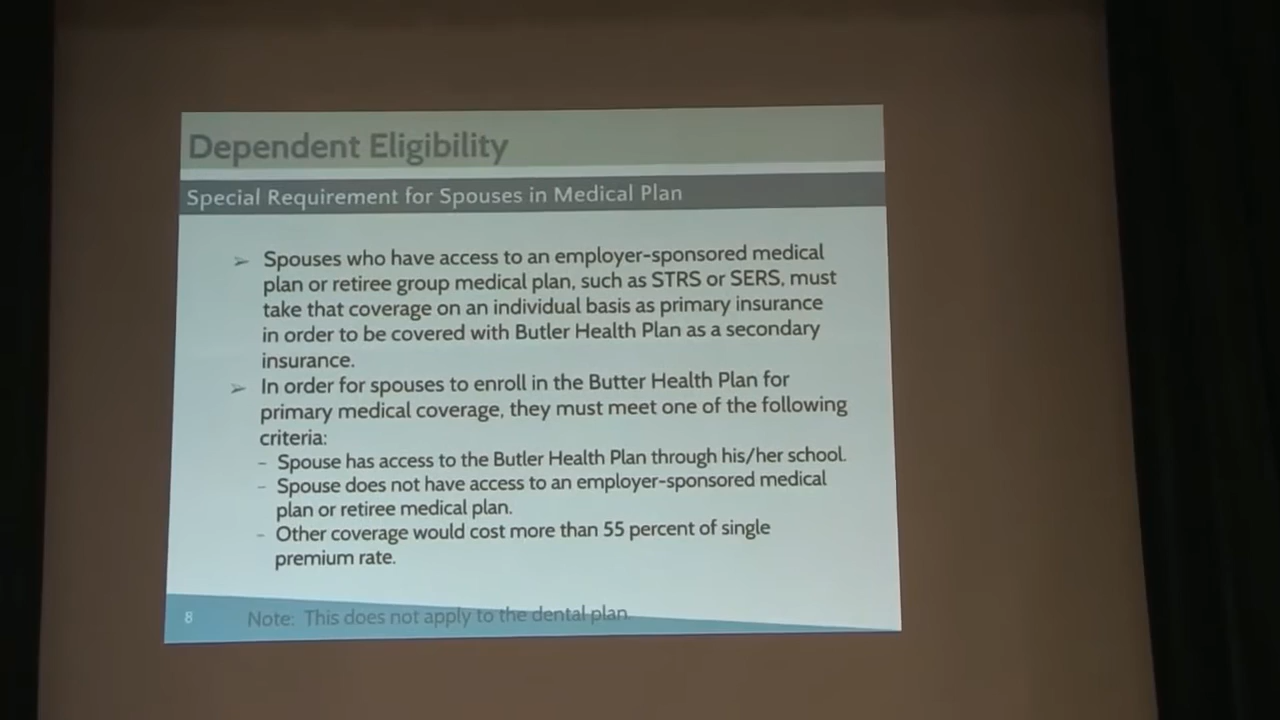 Dependent Eligibility
Special Requirement for Spouses in Medical Plan
➢ Spouses who have access to an employer-sponsored medical
plan or retiree group medical plan, such as STRS or SERS, must
take that coverage on an individual basis as primary insurance
in order to be covered with Butler Health Plan as a secondary
insurance.
➢ In order for spouses to enroll in the Butter Health Plan for
primary medical coverage, they must meet one of the following
criteria:
– Spouse has access to the Butler Health Plan through his/her school.
– Spouse does not have access to an employer-sponsored medical
plan or retiree medical plan.
– Other coverage would cost more than 55 percent of single
premium rate.
8 Note: This does not apply to the dental plan.